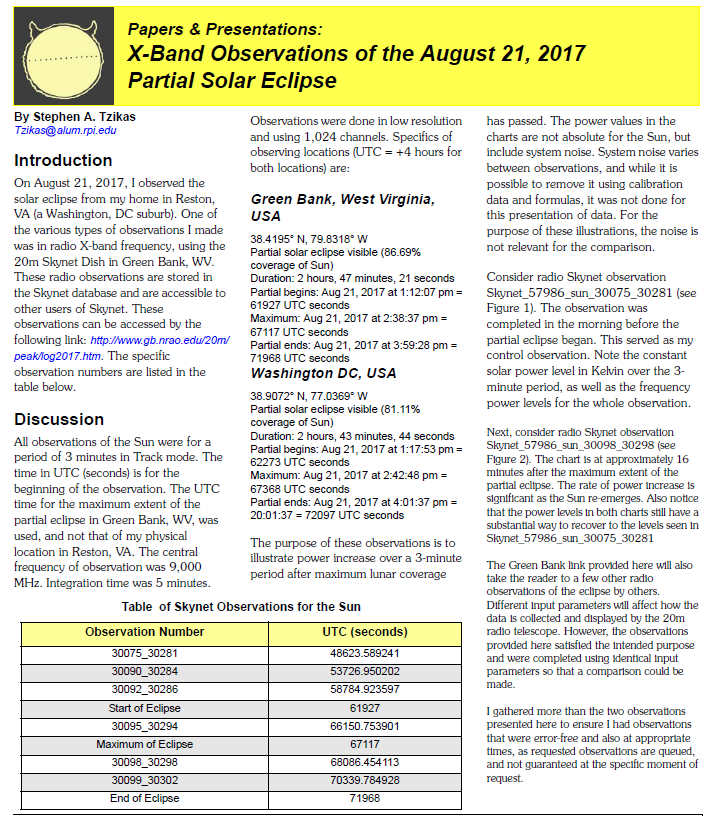 Papers & Presentations:
X-Band Observations of the August 21, 2017
Partial Solar Eclipse
By Stephen A. Tzikas
Tzikas@alum.rpi.edu
Introduction
On August 21, 2017, I observed the
solar eclipse from my home in Reston,
VA (a Washington, DC suburb). One of
the various types of observations I made
was in radio X-band frequency, using the
20m Skynet Dish in Green Bank, WV.
These radio observations are stored in
the Skynet database and are accessible to
other users of Skynet. These
observations can be accessed by the
following link: http://www.gb.nrao.edu/20m/
peak/log2017.htm. The specific
observation numbers are listed in the
table below.
Discussion
All observations of the Sun were for a
period of 3 minutes in Track mode. The
time in UTC (seconds) is for the
beginning of the observation. The UTC
time for the maximum extent of the
partial eclipse in Green Bank, WV, was
used, and not that of my physical
location in Reston, VA. The central
frequency of observation was 9,000
MHz. Integration time was 5 minutes.
Observations were done in low resolution
and using 1,024 channels. Specifics of
observing locations (UTC = +4 hours for
both locations) are:
Green Bank, West Virginia,
USA
38.4195° N, 79.8318° W
Partial solar eclipse visible (86.69%
coverage of Sun)
Duration: 2 hours, 47 minutes, 21 seconds
Partial begins: Aug 21, 2017 at 1:12:07 pm =
61927 UTC seconds
Maximum: Aug 21, 2017 at 2:38:37 pm =
67117 UTC seconds
Partial ends: Aug 21, 2017 at 3:59:28 pm =
71968 UTC seconds
Washington DC, USA
38.9072° N, 77.0369° W
Partial solar eclipse visible (81.11%
coverage of Sun)
Duration: 2 hours, 43 minutes, 44 seconds
Partial begins: Aug 21, 2017 at 1:17:53 pm =
62273 UTC seconds
Maximum: Aug 21, 2017 at 2:42:48 pm =
67368 UTC seconds
Partial ends: Aug 21, 2017 at 4:01:37 pm =
20:01:37 = 72097 UTC seconds
The purpose of these observations is to
illustrate power increase over a 3-minute
period after maximum lunar coverage
has passed. The power values in the
charts are not absolute for the Sun, but
include system noise. System noise varies
between observations, and while it is
possible to remove it using calibration
data and formulas, it was not done for
this presentation of data. For the
purpose of these illustrations, the noise is
not relevant for the comparison.
Consider radio Skynet observation
Skynet_57986_sun_30075_30281 (see
Figure 1). The observation was
completed in the morning before the
partial eclipse began. This served as my
control observation. Note the constant
solar power level in Kelvin over the 3-
minute period, as well as the frequency
power levels for the whole observation.
Next, consider radio Skynet observation
Skynet_57986_sun_30098_30298 (see
Figure 2). The chart is at approximately 16
minutes after the maximum extent of the
partial eclipse. The rate of power increase is
significant as the Sun re-emerges. Also notice
that the power levels in both charts still have a
substantial way to recover to the levels seen in
Skynet_57986_sun_30075_30281
The Green Bank link provided here will also
take the reader to a few other radio
observations of the eclipse by others.
Different input parameters will affect how the
data is collected and displayed by the 20m
radio telescope. However, the observations
provided here satisfied the intended purpose
and were completed using identical input
parameters so that a comparison could be
made.
I gathered more than the two observations
presented here to ensure I had observations
that were error-free and also at appropriate
times, as requested observations are queued,
and not guaranteed at the specific moment of
request.
Table of Skynet Observations for the Sun
Observation Number UTC (seconds)
30075_30281 48623.589241
30090_30284 53726.950202
30092_30286 58784.923597
Start of Eclipse 61927
30095_30294 66150.753901
Maximum of Eclipse 67117
30098_30298 68086.454113
30099_30302 70339.784928
End of Eclipse 71968